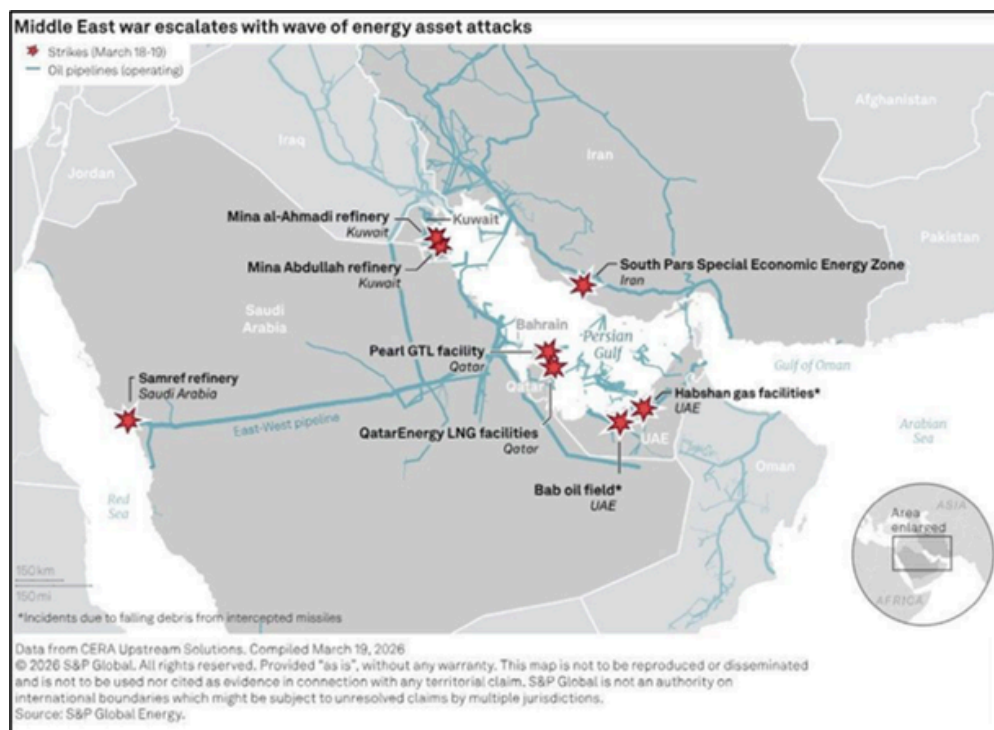 Middle East war escalates with wave of energy asset attacks
Strikes (March 18-19)
Oil pipelines (operating)
Afghanistan
Iraq
Iran
Jordan
Mina al-Ahmadi refinery
Kuwait
Kuwait
Pakistan
Mina Abdullah refinery
Kuwait
South Pars Special Economic Energy Zone
Iran
Saudi
Arabia
Bahrain
Persian
Gulf
Pearl GTL facility
Qatar
Gulf of Oman
Samref refinery
Saudi Arabia
Qatar
Habshan gas facilities*
UAE
East-West pipeline
QatarEnergy LNG facilities
Qatar
UAE
Arabian
Sea
Oman
Bab oil field*
UAE
Red
Sea
Area
enlarged
ASIA
AFRICA
150 km
150 mi
*Incidents due to falling debris from intercepted missiles
Data from CERA Upstream Solutions. Compiled March 19, 2026
© 2026 S&P Global. All rights reserved. Provided "as is", without any warranty. This map is not to be reproduced or disseminated
and is not to be used nor cited as evidence in connection with any territorial claim. S&P Global is not an authority on
international boundaries which might be subject to unresolved claims by multiple jurisdictions.
Source: S&P Global Energy.